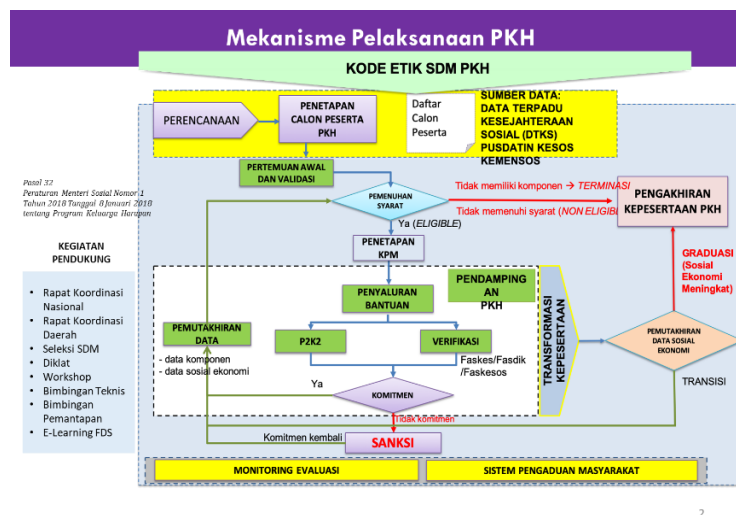 Mekanisme Pelaksanaan PKH
KODE ETIK SDM PKH
PERENCANAAN
PENETAPAN
CALON PESERTA
PKH
Daftar
Calon
Peserta
SUMBER DATA:
DATA TERPADU
KESEJAHTERAAN
SOSIAL (DTKS)
PUSDATIN KESOS
KEMENSOS
PERTEMUAN AWAL
DAN VALIDASI
Pasal 32
Peraturan Menteri Sosial Nomor 1
Tahun 2018 Tanggal 8 Januari 2018
tentang Program Keluarga Harapan
PEMENUHAN
SYARAT
Tidak memiliki komponen → TERMINASI
Tidak memenuhi syarat (NON ELIGIBL
PENGAKHIRAN
KEPESERTAAN PKH
Ya (ELIGIBLE)
PENETAPAN
KPM
KEGIATAN
PENDUKUNG
• Rapat Koordinasi
Nasional
• Rapat Koordinasi
Daerah
• Seleksi SDM
• Diklat
• Workshop
• Bimbingan Teknis
• Bimbingan
Pemantapan
• E-Learning FDS
PENYALURAN
BANTUAN
PENDAMPING
AN
PKH
GRADUASI
(Sosial
Ekonomi
Meningkat)
PEMUTAKHIRAN
DATA
- data komponen
- data sosial ekonomi
P2K2
VERIFIKASI
Faskes/Fasdik
/Faskesos
TRANSFORMASI
KEPESERTAAN
PEMUTAKHIRAN
DATA SOSIAL
EKONOMI
TRANSISI
Ya
KOMITMEN
Tidak komitmen
Komitmen kembali
SANKSI
MONITORING EVALUASI
SISTEM PENGADUAN MASYARAKAT